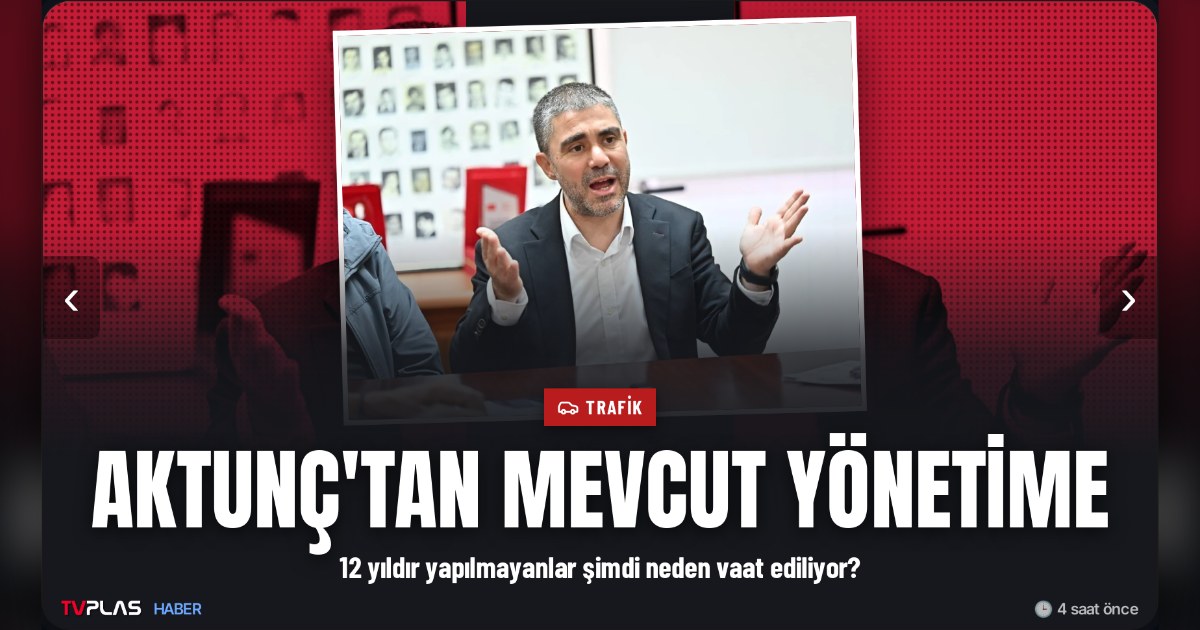 TRAFİK
AKTUNÇ'TAN MEVCUT YÖNETİME
12 yıldır yapılmayanlar şimdi neden vaat ediliyor?
TVPLAS HABER
4 saat önce